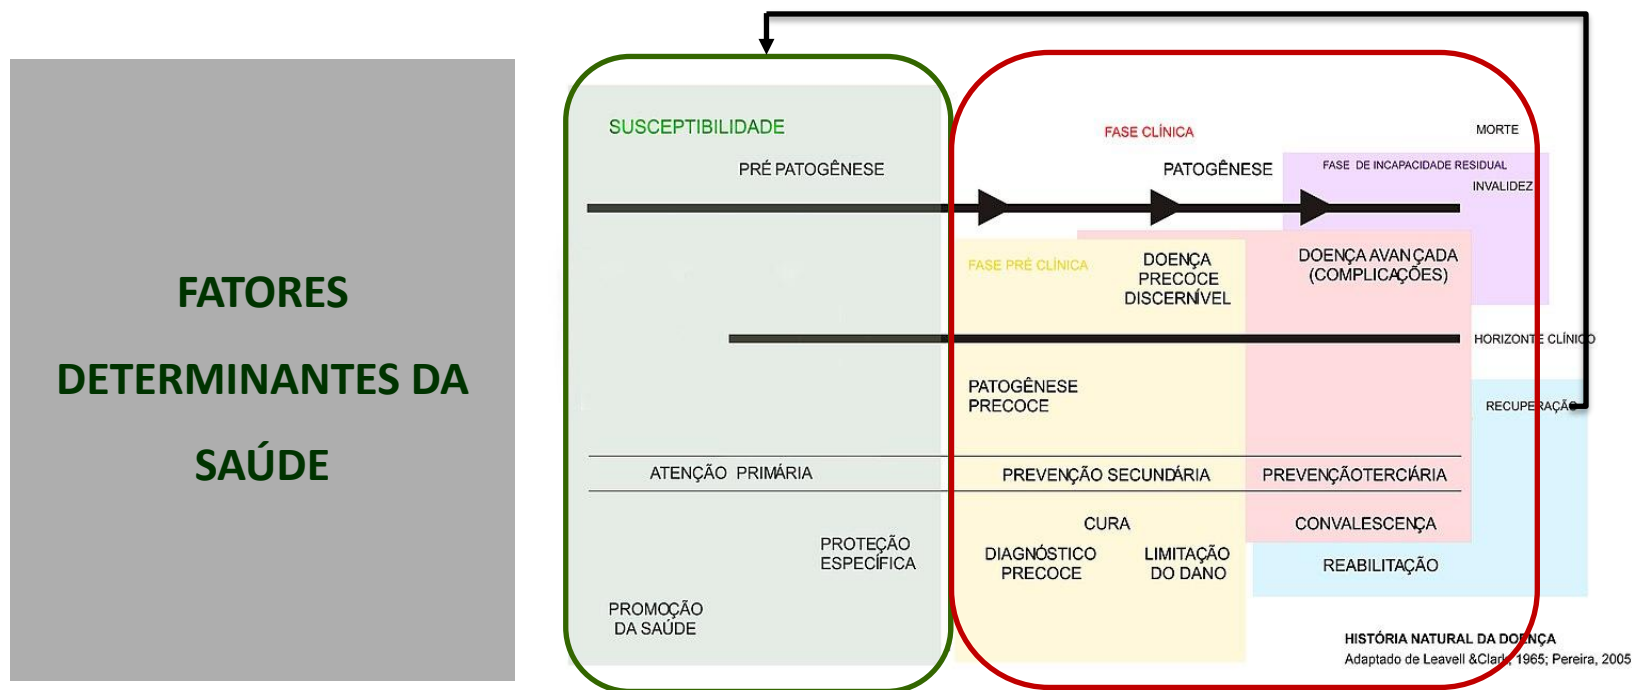 FATORES
DETERMINANTES DA
SAÚDE
SUSCEPTIBILIDADE
FASE CLÍNICA
MORTE
PRÉ PATOGÊNESE
PATOGÊNESE
FASE DE INCAPACIDADE RESIDUAL
INVALIDEZ
FASE PRÉ CLÍNICA
DOENÇA
PRECOCE
DISCERNÍVEL
DOENÇA AVANÇADA
(COMPLICAÇÕES)
HORIZONTE CLÍNICO
PATOGÊNESE
PRECOCE
RECUPERAÇÃO
ATENÇÃO PRIMÁRIA
PREVENÇÃO SECUNDÁRIA
PREVENÇÃOTERCIÁRIA
CURA
CONVALESCENÇA
PROTEÇÃO
ESPECÍFICA
DIAGNÓSTICO
PRECOCE
LIMITAÇÃO
DO DANO
REABILITAÇÃO
PROMOÇÃO
DA SAÚDE
HISTÓRIA NATURAL DA DOENÇA
Adaptado de Leavell &Clark, 1965; Pereira, 2005